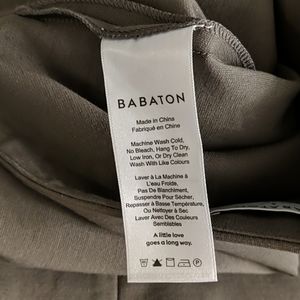 BABATON
Made in China
Fabriqué en Chine
Machine Wash Cold,
No Bleach, Hang To Dry,
Low Iron, Or Dry Clean
Wash With Like Colours
Laver À La Machine À
L'eau Froide,
Pas De Blanchiment,
Suspendre Pour Sécher,
Repasser À Basse Température,
Ou Nettoyer À Sec
Laver Avec Des Couleurs
Semblables
A little love
goes a long way.